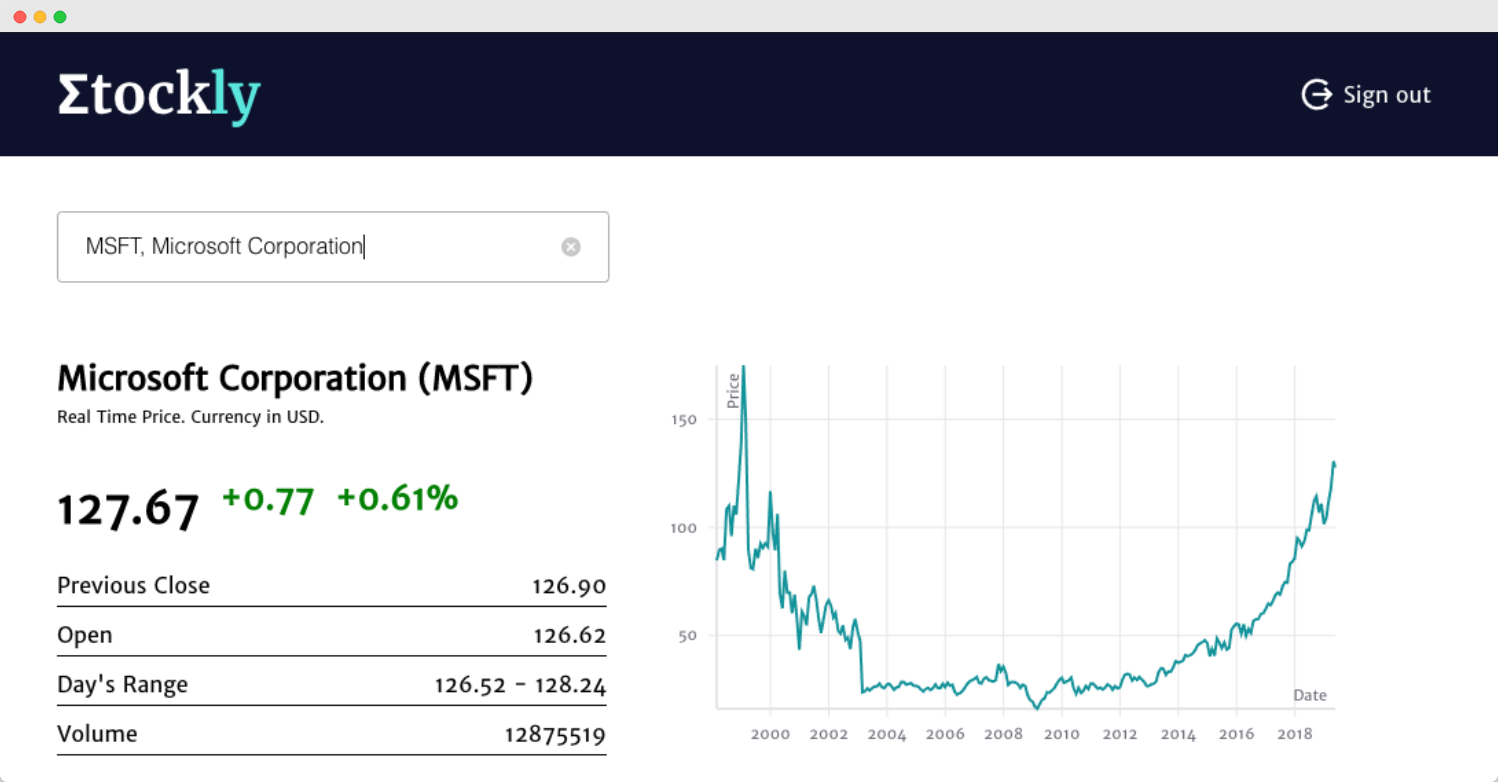 Σtockly
Sign out
MSFT, Microsoft Corporation
Microsoft Corporation (MSFT)
Real Time Price. Currency in USD.
127.67 +0.77 +0.61%
Previous Close 126.90
Open 126.62
Day's Range 126.52 - 128.24
Volume 12875519
Price
150
100
50
Date
2000 2002 2004 2006 2008 2010 2012 2014 2016 2018